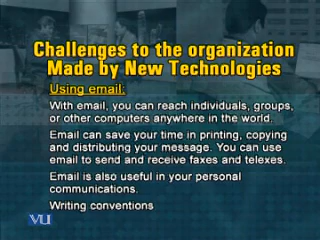 Challenges to the organization
Made by New Technologies
Using email:
With email, you can reach individuals, groups,
or other computers anywhere in the world.
Email can save your time in printing, copying
and distributing your message. You can use
email to send and receive faxes and telexes.
Email is also useful in your personal
communications.
Writing conventions
VU